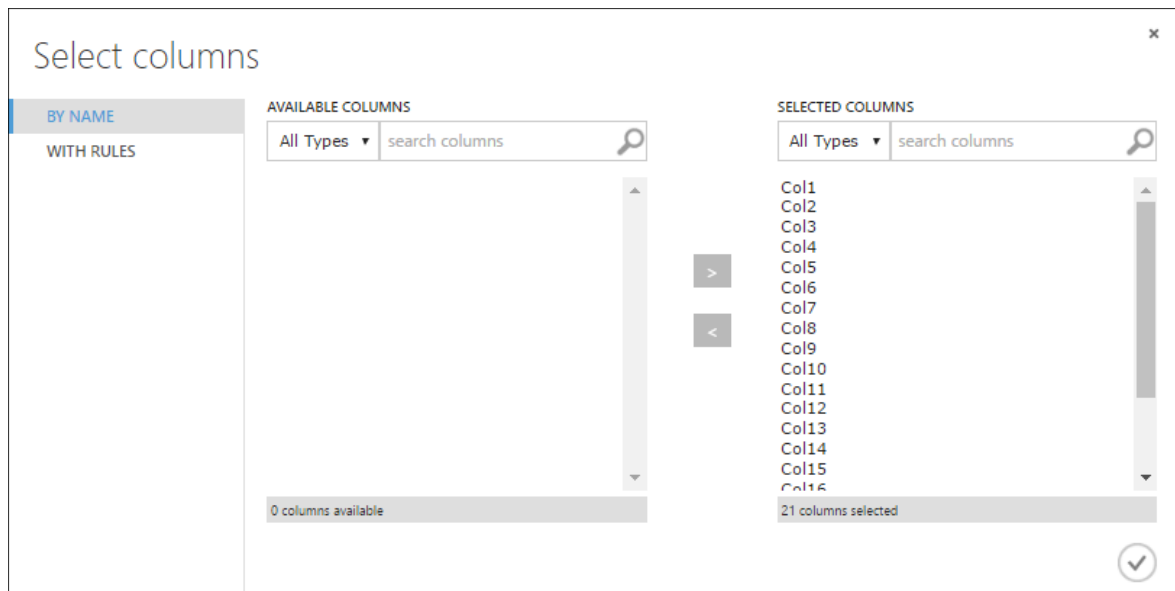 ×
Select columns
BY NAME
WITH RULES
AVAILABLE COLUMNS
All Types ▾ search columns
0 columns available
>
<
SELECTED COLUMNS
All Types ▾ search columns
Col1
Col2
Col3
Col4
Col5
Col6
Col7
Col8
Col9
Col10
Col11
Col12
Col13
Col14
Col15
Col16
21 columns selected